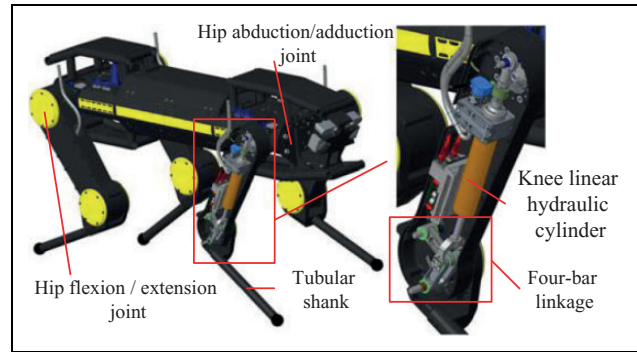 Hip abduction/adduction
joint
Knee linear
hydraulic
cylinder
Hip flexion / extension
joint
Tubular
shank
Four-bar
linkage